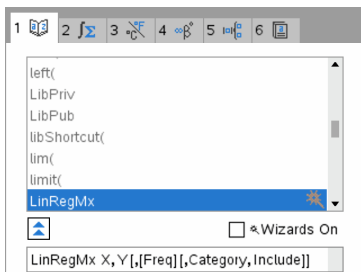 1 2 ∫Σ 3 °C°F 4 ∞β° 5 6
left(
LibPriv
LibPub
libShortcut(
lim(
limit(
LinRegMx
Wizards On
LinRegMx X,Y[,[Freq][,Category, Include]]